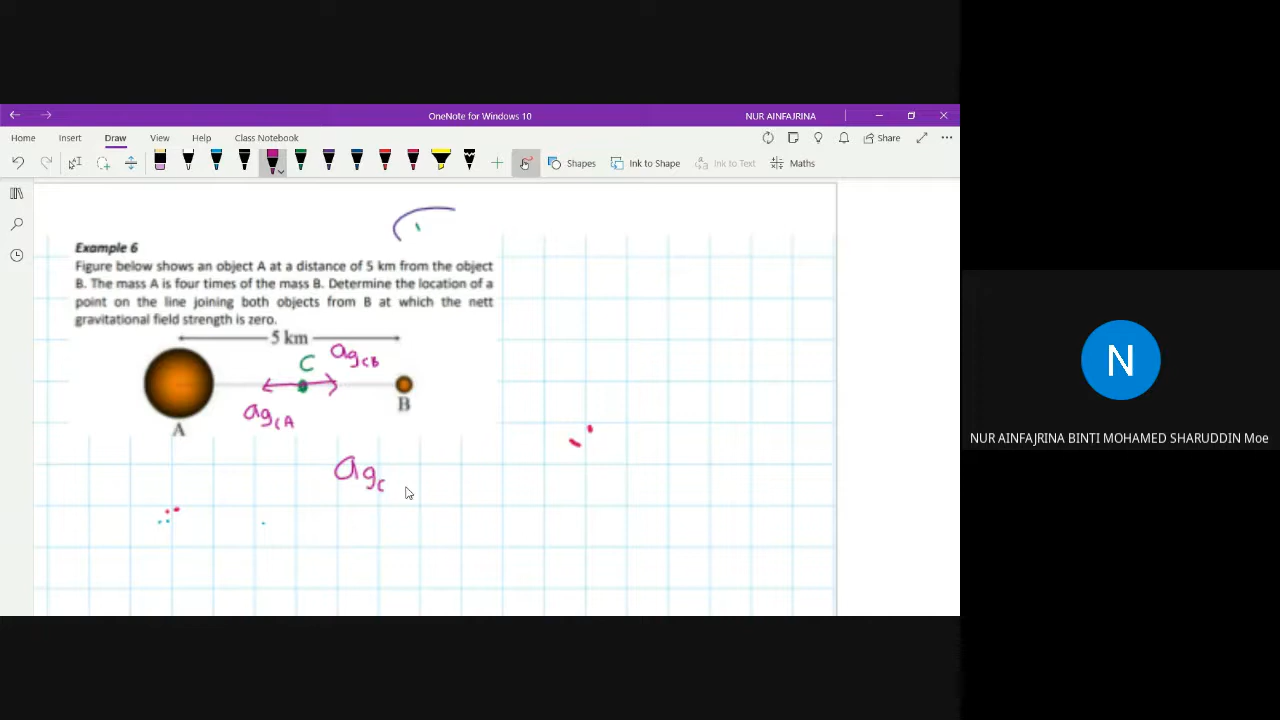 OneNote for Windows 10
NUR AINFAJRINA
Home Insert Draw View Help Class Notebook
Share
Shapes Ink to Shape Ink to Text Maths
Example 6
Figure below shows an object A at a distance of 5 km from the object
B. The mass A is four times of the mass B. Determine the location of a
point on the line joining both objects from B at which the nett
gravitational field strength is zero.
5 km
C agCB
agCA
B
A
agC
N
NUR AINFAJRINA BINTI MOHAMED SHARUDDIN Moe